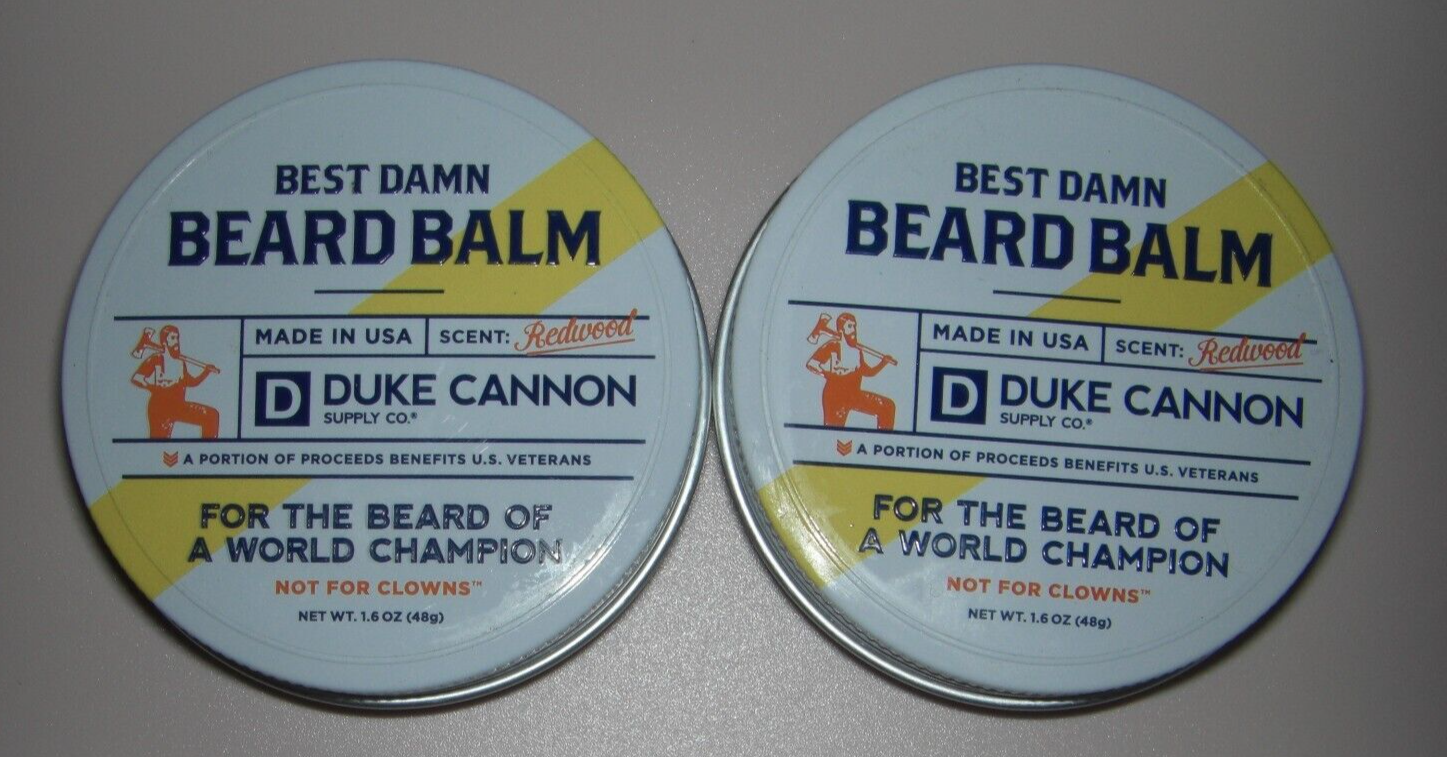 BEST DAMN
BEARD BALM
MADE IN USA
SCENT: Redwood
D DUKE CANNON
SUPPLY CO.®
A PORTION OF PROCEEDS BENEFITS U.S. VETERANS
FOR THE BEARD OF
A WORLD CHAMPION
NOT FOR CLOWNS™
NET WT. 1.6 OZ (48g)
BEST DAMN
BEARD BALM
MADE IN USA
SCENT: Redwood
D DUKE CANNON
SUPPLY CO.®
A PORTION OF PROCEEDS BENEFITS U.S. VETERANS
FOR THE BEARD OF
A WORLD CHAMPION
NOT FOR CLOWNS™
NET WT. 1.6 OZ (48g)